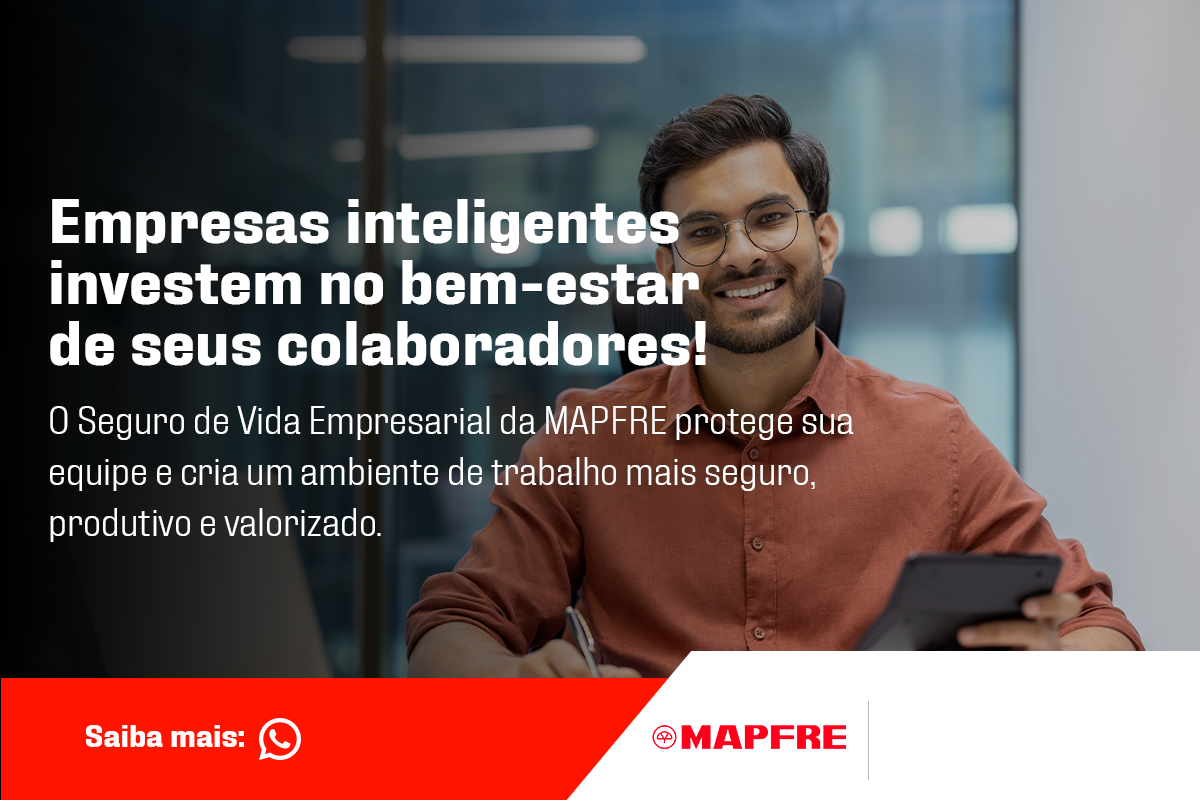 Empresas inteligentes
investem no bem-estar
de seus colaboradores!
O Seguro de Vida Empresarial da MAPFRE protege sua
equipe e cria um ambiente de trabalho mais seguro,
produtivo e valorizado.
Saiba mais:
MAPFRE